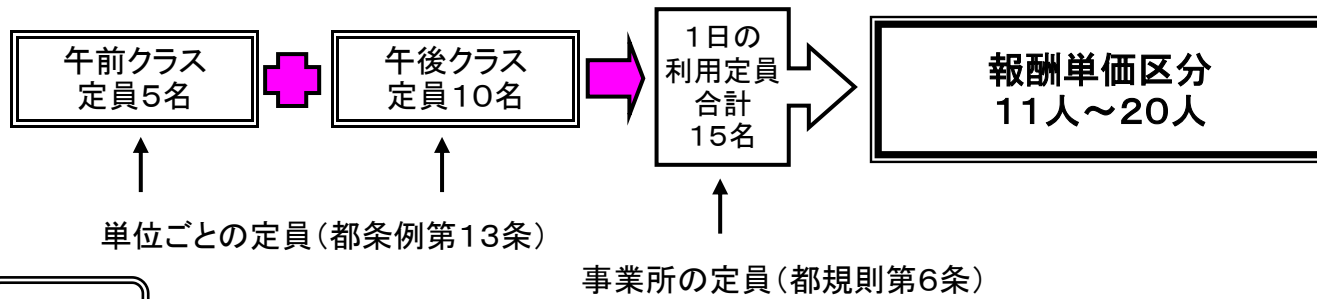 午前クラス
定員5名
午後クラス
定員10名
1日の
利用定員
合計
15名
報酬単価区分
11人～20人
単位ごとの定員（都条例第13条）
事業所の定員（都規則第6条）